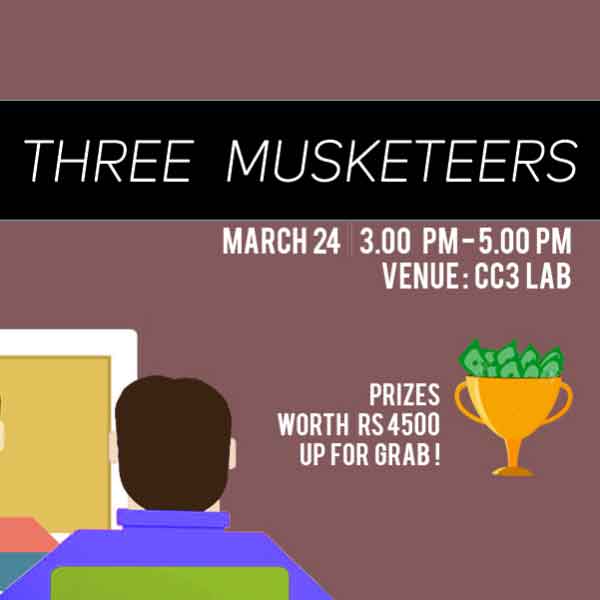 THREE MUSKETEERS
MARCH 24 | 3.00 PM - 5.00 PM
VENUE : CC3 LAB
PRIZES
WORTH RS 4500
UP FOR GRAB !